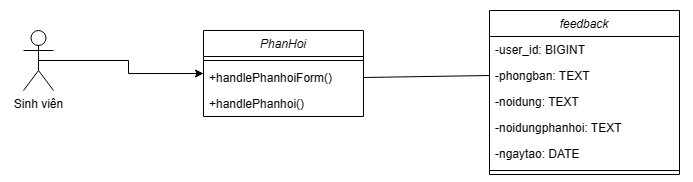 Sinh viên
PhanHoi
+handlePhanhoiForm()
+handlePhanhoi()
feedback
-user_id: BIGINT
-phongban: TEXT
-noidung: TEXT
-noidungphanhoi: TEXT
-ngaytao: DATE